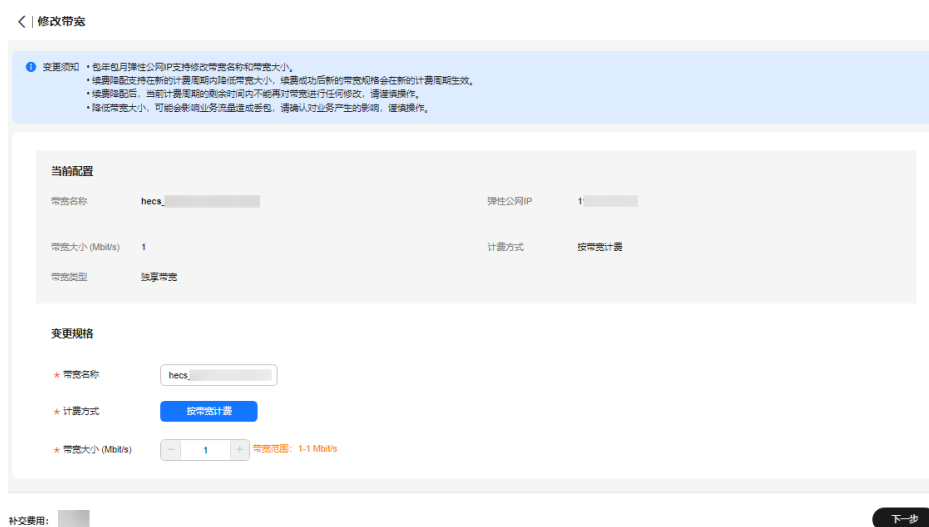 修改带宽
变更须知 • 包年包月弹性公网IP支持修改带宽名称和带宽大小。
• 续费降配支持在新的计费周期内降低带宽大小，续费成功后新的带宽规格会在新的计费周期生效。
• 续费降配后，当前计费周期的剩余时间内不能再对带宽进行任何修改，请谨慎操作。
• 降低带宽大小，可能会影响业务流量造成丢包，请确认对业务产生的影响，谨慎操作。
当前配置
带宽名称 hecs_ 弹性公网IP 1
带宽大小 (Mbit/s) 1 计费方式 按带宽计费
带宽类型 独享带宽
变更规格
* 带宽名称 hecs_
* 计费方式 按带宽计费
* 带宽大小 (Mbit/s) − 1 + 带宽范围：1-1 Mbit/s
补交费用：
下一步